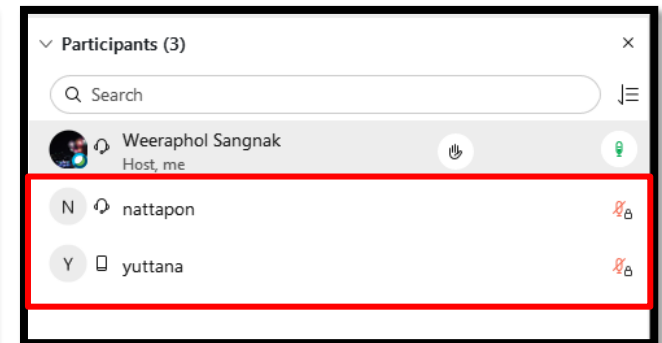 Participants (3)
Search
Weeraphol Sangnak
Host, me
N nattapon
Y yuttana